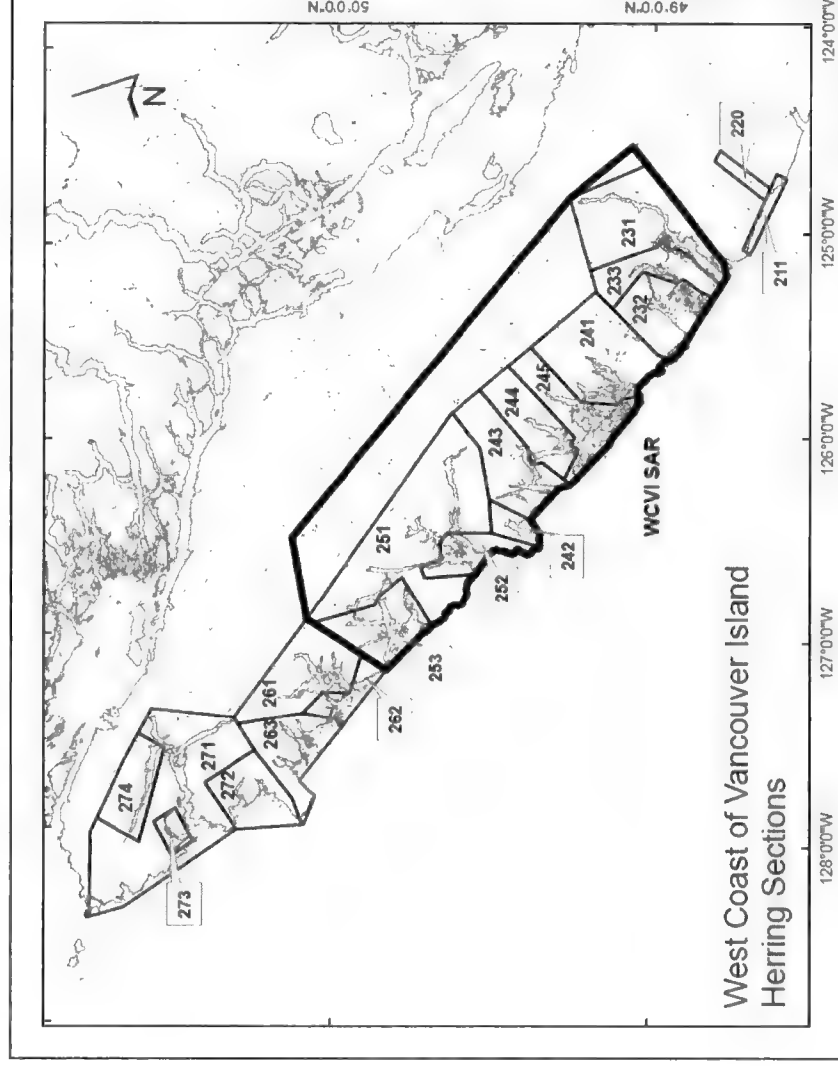 50°0'0"N
49°0'0"N
N
274
273
271
272
263
261
262
253
251
252
242
243
244
245
241
233
232
231
220
211
WCVI SAR
West Coast of Vancouver Island
Herring Sections
128°0'0"W
127°0'0"W
126°0'0"W
125°0'0"W
124°0'0"W